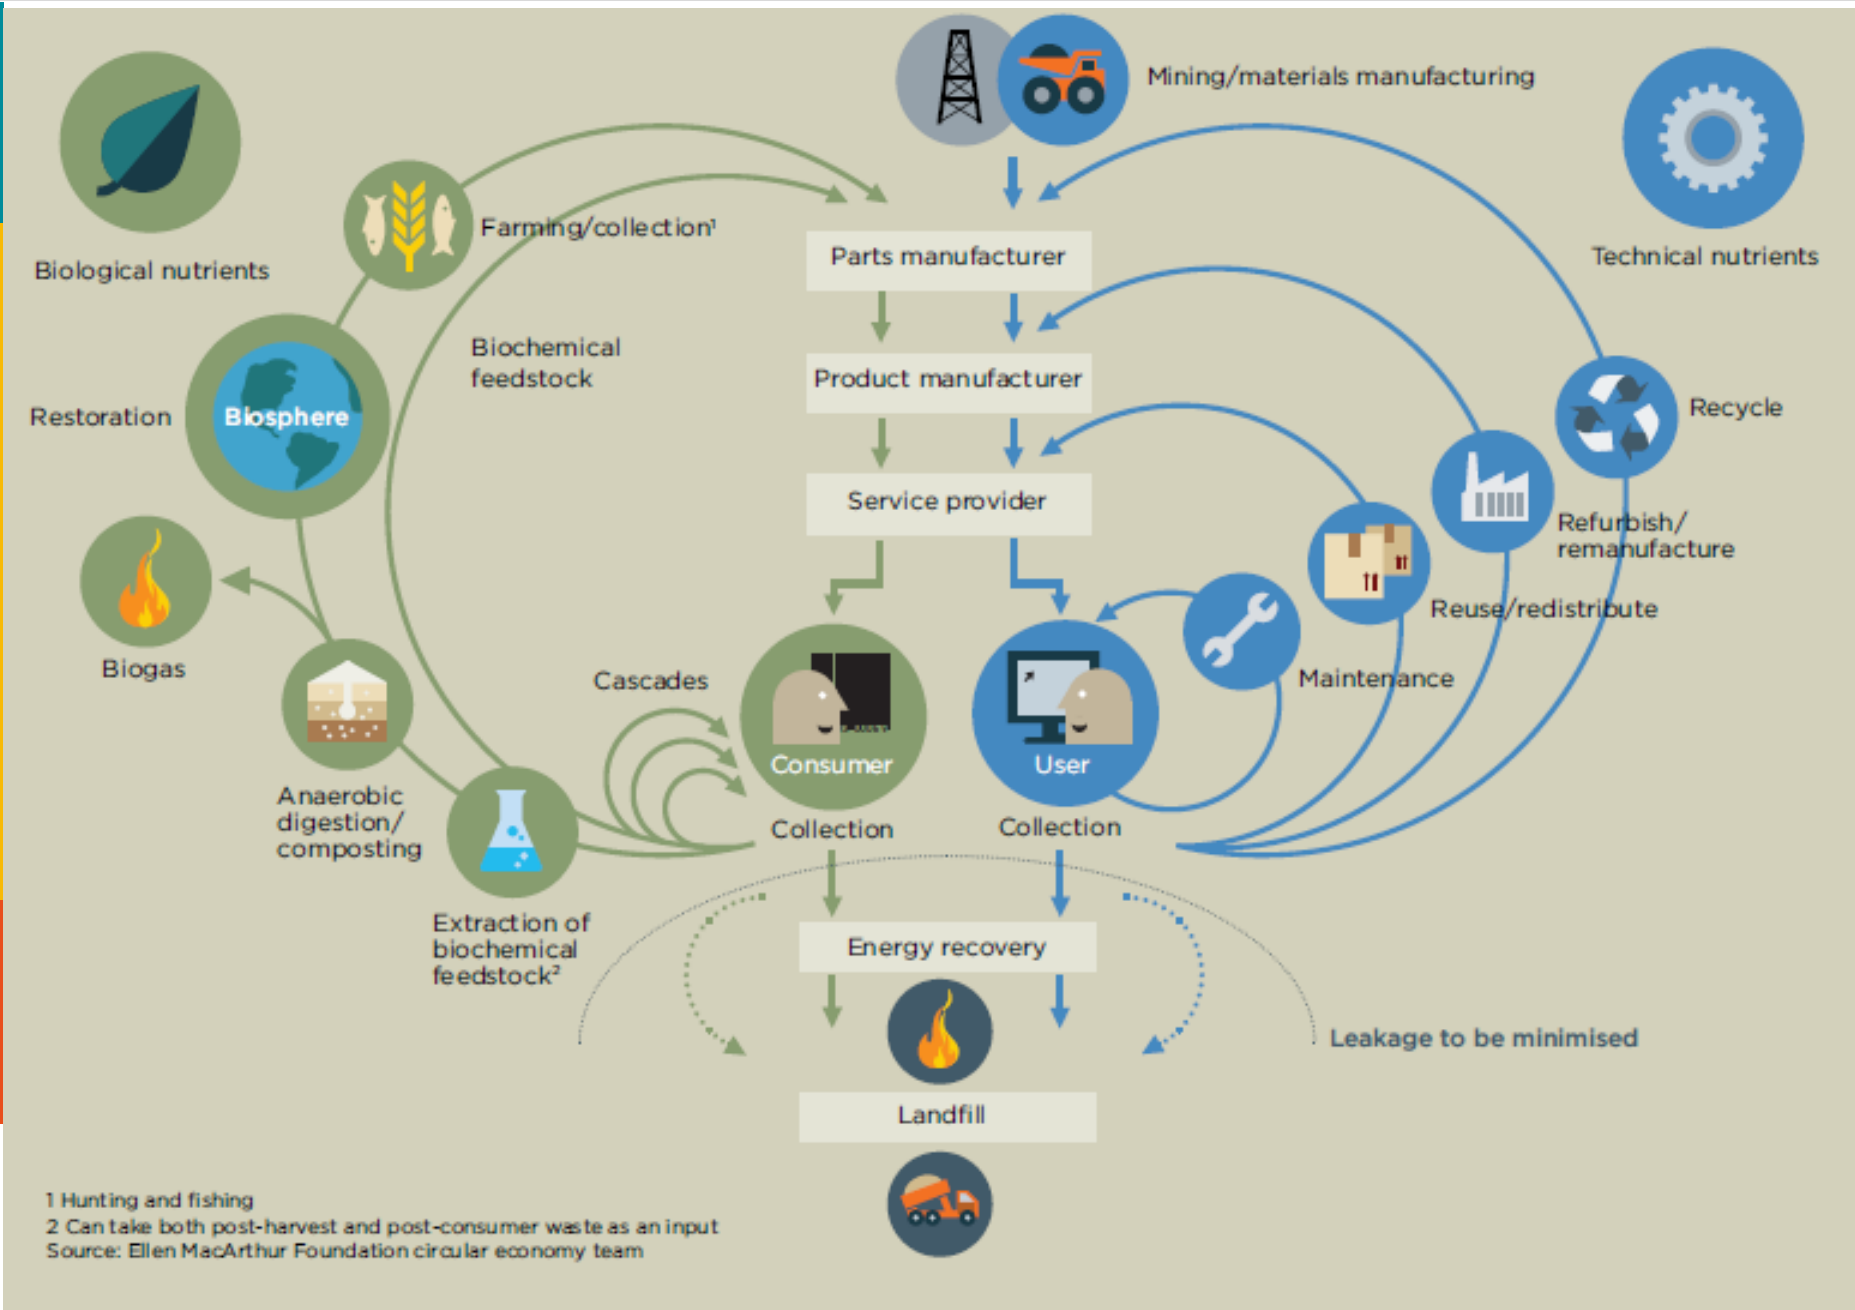 Mining/materials manufacturing
Biological nutrients
Technical nutrients
Farming/collection¹
Parts manufacturer
Biochemical
feedstock
Product manufacturer
Restoration
Biosphere
Recycle
Service provider
Refurbish/
remanufacture
Reuse/redistribute
Biogas
Cascades
Maintenance
Consumer
User
Anaerobic
digestion/
composting
Collection
Collection
Extraction of
biochemical
feedstock²
Energy recovery
Leakage to be minimised
Landfill
1 Hunting and fishing
2 Can take both post-harvest and post-consumer waste as an input
Source: Ellen MacArthur Foundation circular economy team